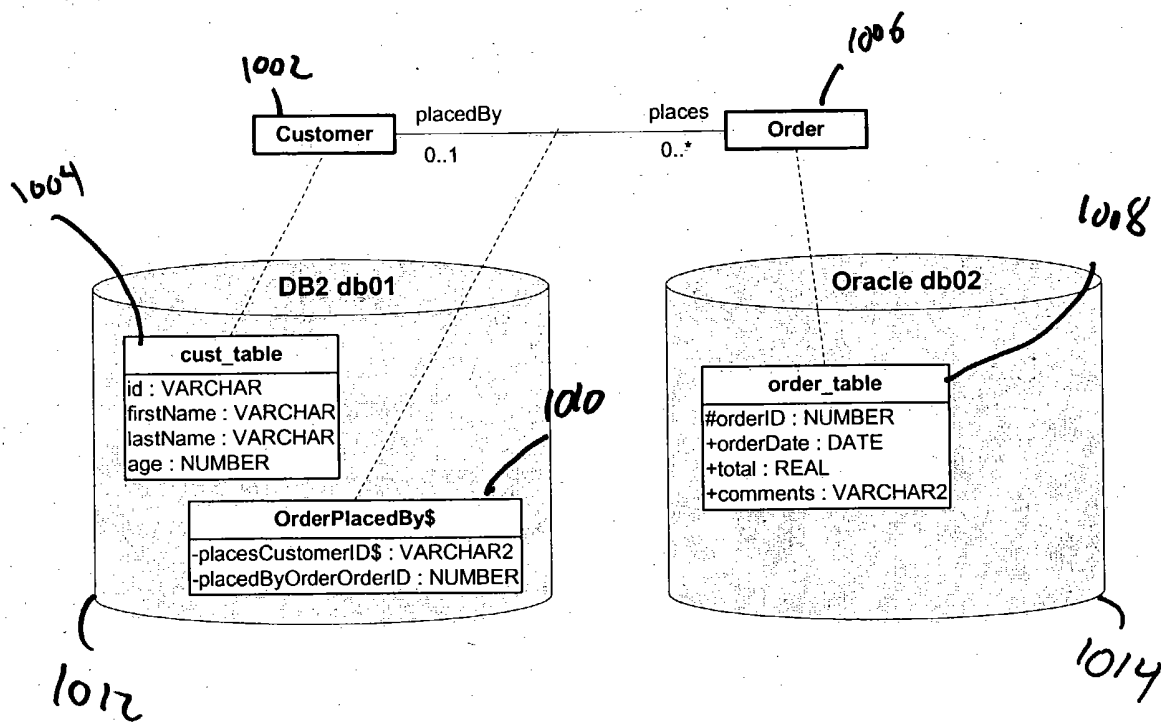 1002
1006
placedBy
places
Customer
Order
0..1
0..*
1004
1008
DB2 db01
Oracle db02
cust_table
id : VARCHAR
firstName : VARCHAR
lastName : VARCHAR
age : NUMBER
order_table
#orderID : NUMBER
+orderDate : DATE
+total : REAL
+comments : VARCHAR2
1010
OrderPlacedBy$
-placesCustomerID$ : VARCHAR2
-placedByOrderOrderID : NUMBER
1012
1014